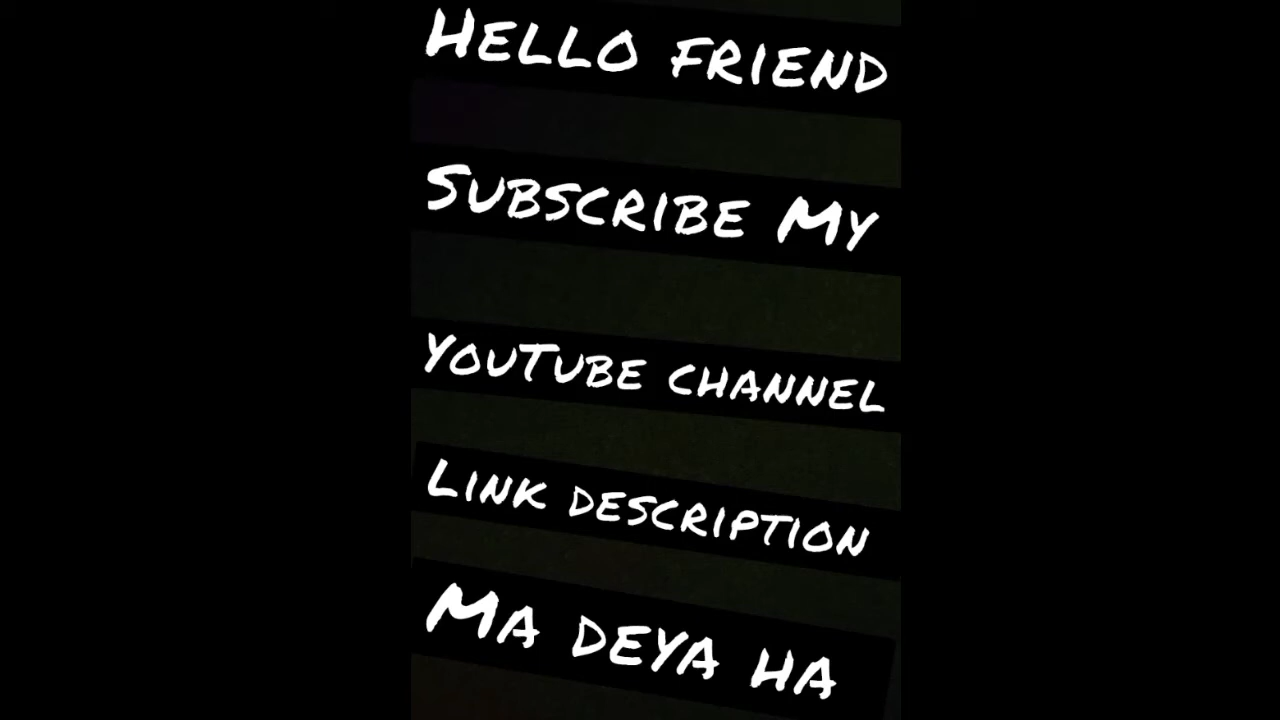 Hello friend
Subscribe My
YouTube channel
Link description
Ma deya ha